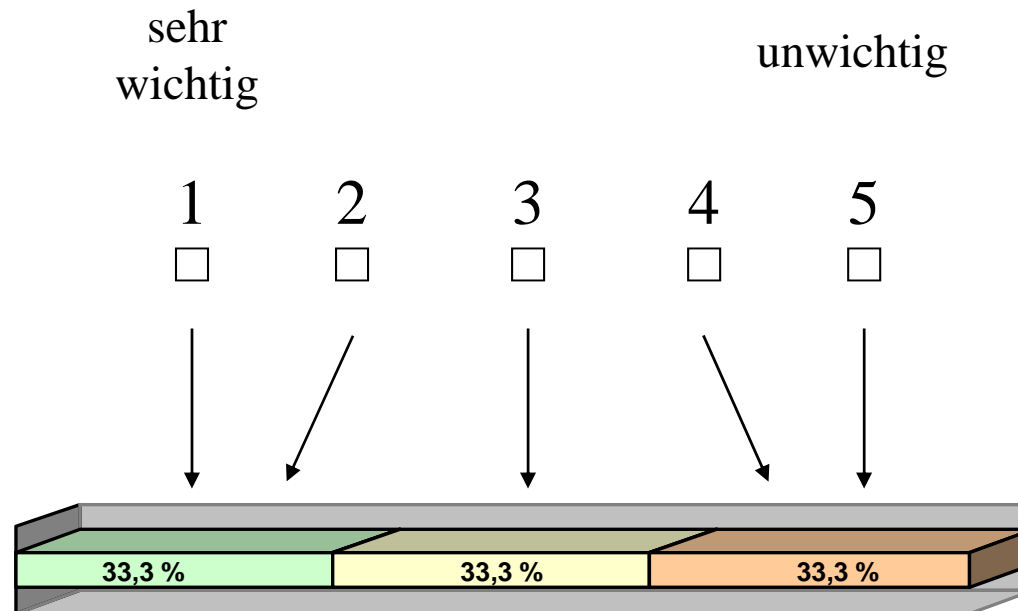 sehr
wichtig
unwichtig
1 2 3 4 5
33,3 % 33,3 % 33,3 %